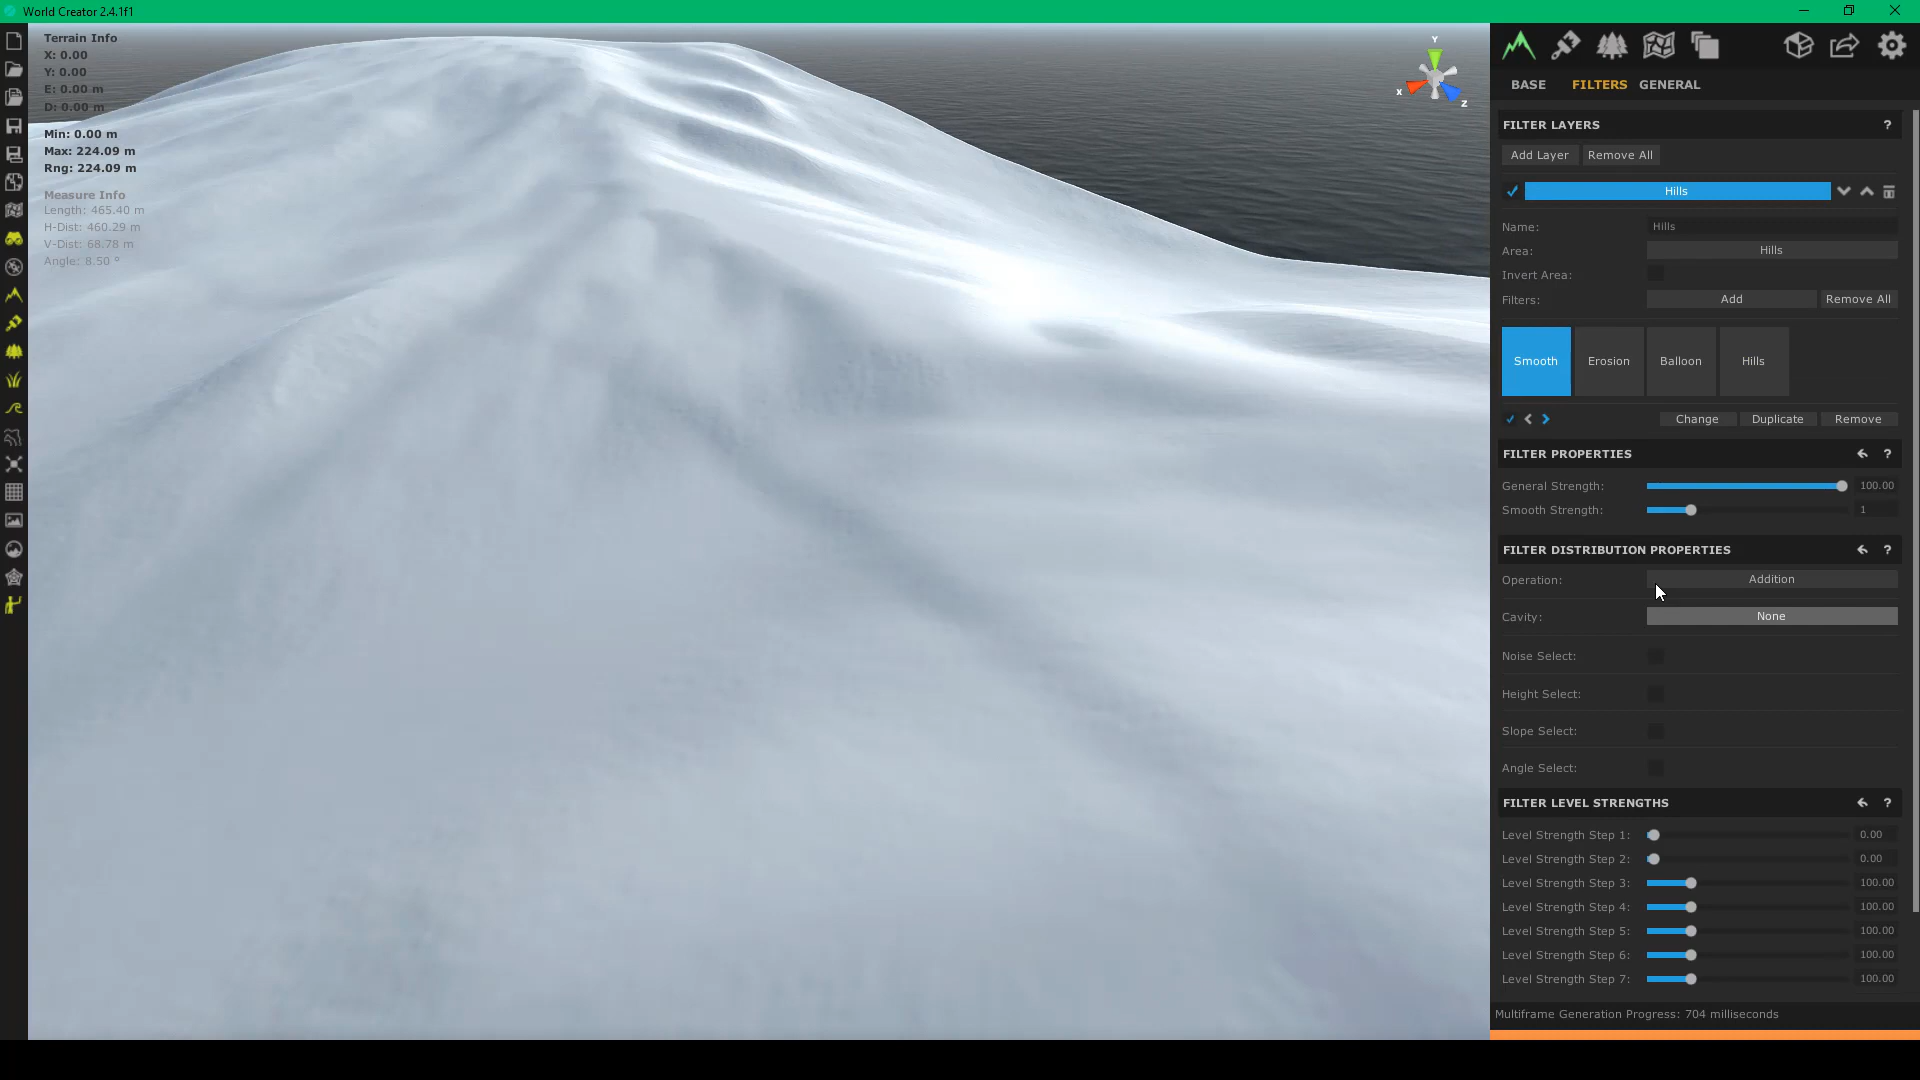 World Creator 2.4.1f1
Terrain Info
X: 0.00
Y: 0.00
E: 0.00 m
D: 0.00 m
Min: 0.00 m
Max: 224.09 m
Rng: 224.09 m
Measure Info
Length: 465.40 m
H-Dist: 460.29 m
V-Dist: 68.78 m
Angle: 8.50 °
Y
X
Z
BASE FILTERS GENERAL
FILTER LAYERS ?
Add Layer Remove All
Hills
Name: Hills
Area: Hills
Invert Area:
Filters: Add Remove All
Smooth Erosion Balloon Hills
Change Duplicate Remove
FILTER PROPERTIES ?
General Strength: 100.00
Smooth Strength: 1
FILTER DISTRIBUTION PROPERTIES ?
Operation: Addition
Cavity: None
Noise Select:
Height Select:
Slope Select:
Angle Select:
FILTER LEVEL STRENGTHS ?
Level Strength Step 1: 0.00
Level Strength Step 2: 0.00
Level Strength Step 3: 100.00
Level Strength Step 4: 100.00
Level Strength Step 5: 100.00
Level Strength Step 6: 100.00
Level Strength Step 7: 100.00
Multiframe Generation Progress: 704 milliseconds